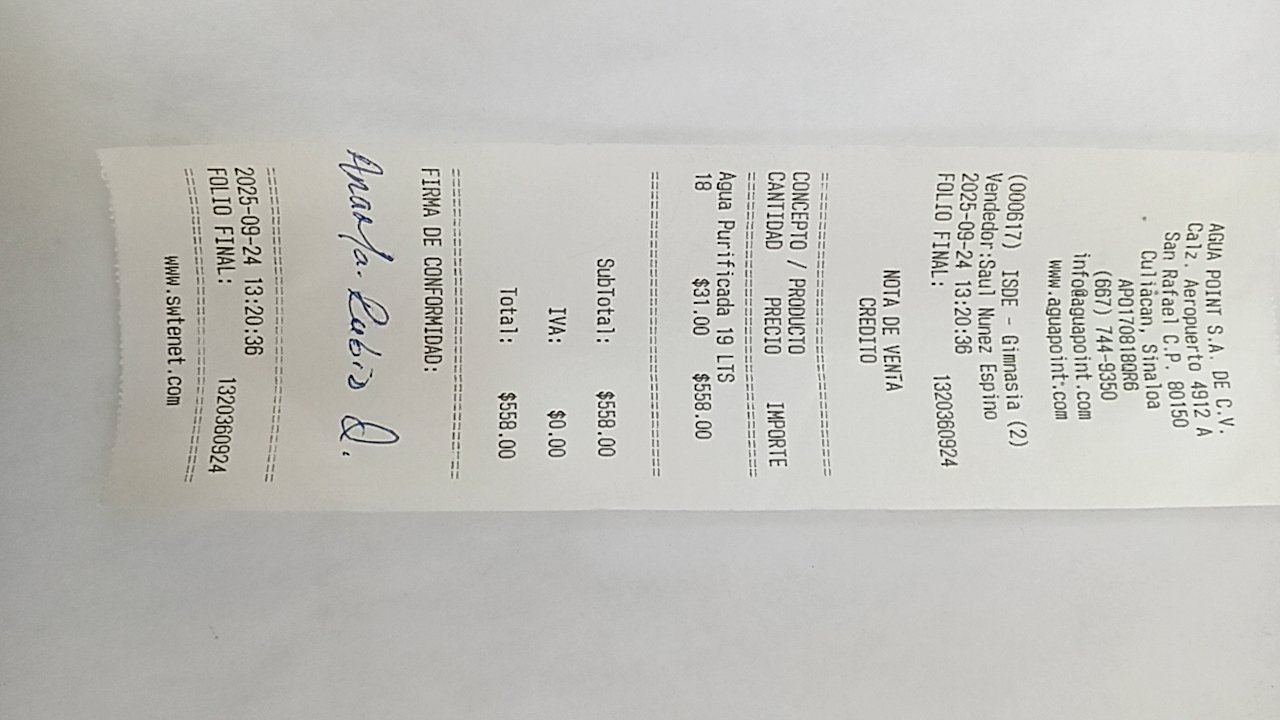 AGUA POINT S.A. DE C.V.
Calz. Aeropuerto 4912 A
San Rafael C.P. 80150
Culiacan, Sinaloa
APO170818QR6
(667) 744-9350
info@aguapoint.com
www.aguapoint.com
(000617) ISDE - Gimnasia (2)
Vendedor:Saul Nunez Espino
2025-09-24 13:20:36
FOLIO FINAL: 1320360924
NOTA DE VENTA
CREDITO
CONCEPTO / PRODUCTO
CANTIDAD PRECIO IMPORTE
Agua Purificada 19 LTS
18 $31.00 $558.00
SubTotal: $558.00
IVA: $0.00
Total: $558.00
FIRMA DE CONFORMIDAD:
Rubio Q.
2025-09-24 13:20:36
FOLIO FINAL: 1320360924
www.swtenet.com